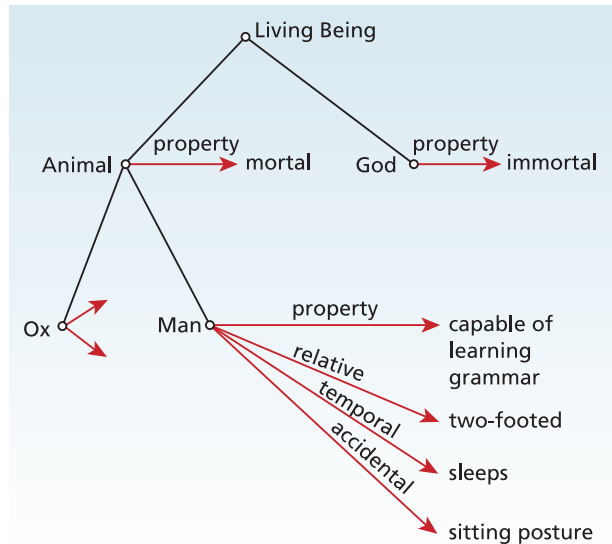 Living Being
property
property
Animal
mortal
God
immortal
Ox
Man
property
capable of
learning
grammar
relative
two-footed
temporal
sleeps
accidental
sitting posture